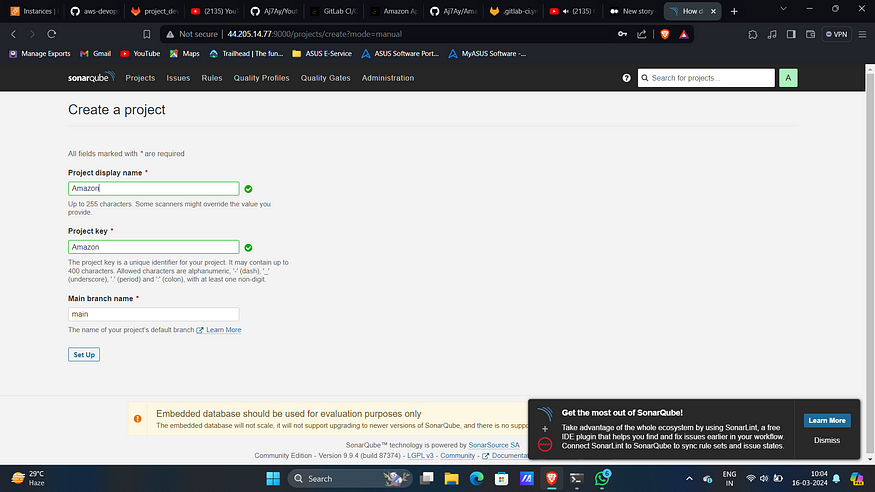 Instances |
aws-devop
project_dev
(2135) YouT
Aj7Ay/Yout
GitLab CI/C
Amazon Ap
Aj7Ay/Ama
.gitlab-ci.yr
(2135)
New story
How d
Not secure
44.205.14.77:9000/projects/create?mode=manual
VPN
Manage Exports
Gmail
YouTube
Maps
Trailhead | The fun...
ASUS E-Service
ASUS Software Port...
MyASUS Software -...
sonarqube
Projects
Issues
Rules
Quality Profiles
Quality Gates
Administration
Search for projects...
A
Create a project
All fields marked with * are required
Project display name *
Amazon
Up to 255 characters. Some scanners might override the value you
provide.
Project key *
Amazon
The project key is a unique identifier for your project. It may contain up to
400 characters. Allowed characters are alphanumeric, '-' (dash), '_'
(underscore), '.' (period) and ':' (colon), with at least one non-digit.
Main branch name *
main
The name of your project's default branch Learn More
Set Up
Embedded database should be used for evaluation purposes only
The embedded database will not scale, it will not support upgrading to newer versions of SonarQube, and there is no suppo
SonarQube™ technology is powered by SonarSource SA
Community Edition - Version 9.9.4 (build 87374) - LGPL v3 - Community - Documenta
Get the most out of SonarQube!
Take advantage of the whole ecosystem by using SonarLint, a free
IDE plugin that helps you find and fix issues earlier in your workflow.
Connect SonarLint to SonarQube to sync rule sets and issue states.
Learn More
Dismiss
29°C
Haze
Search
ENG
IN
10:04
16-03-2024